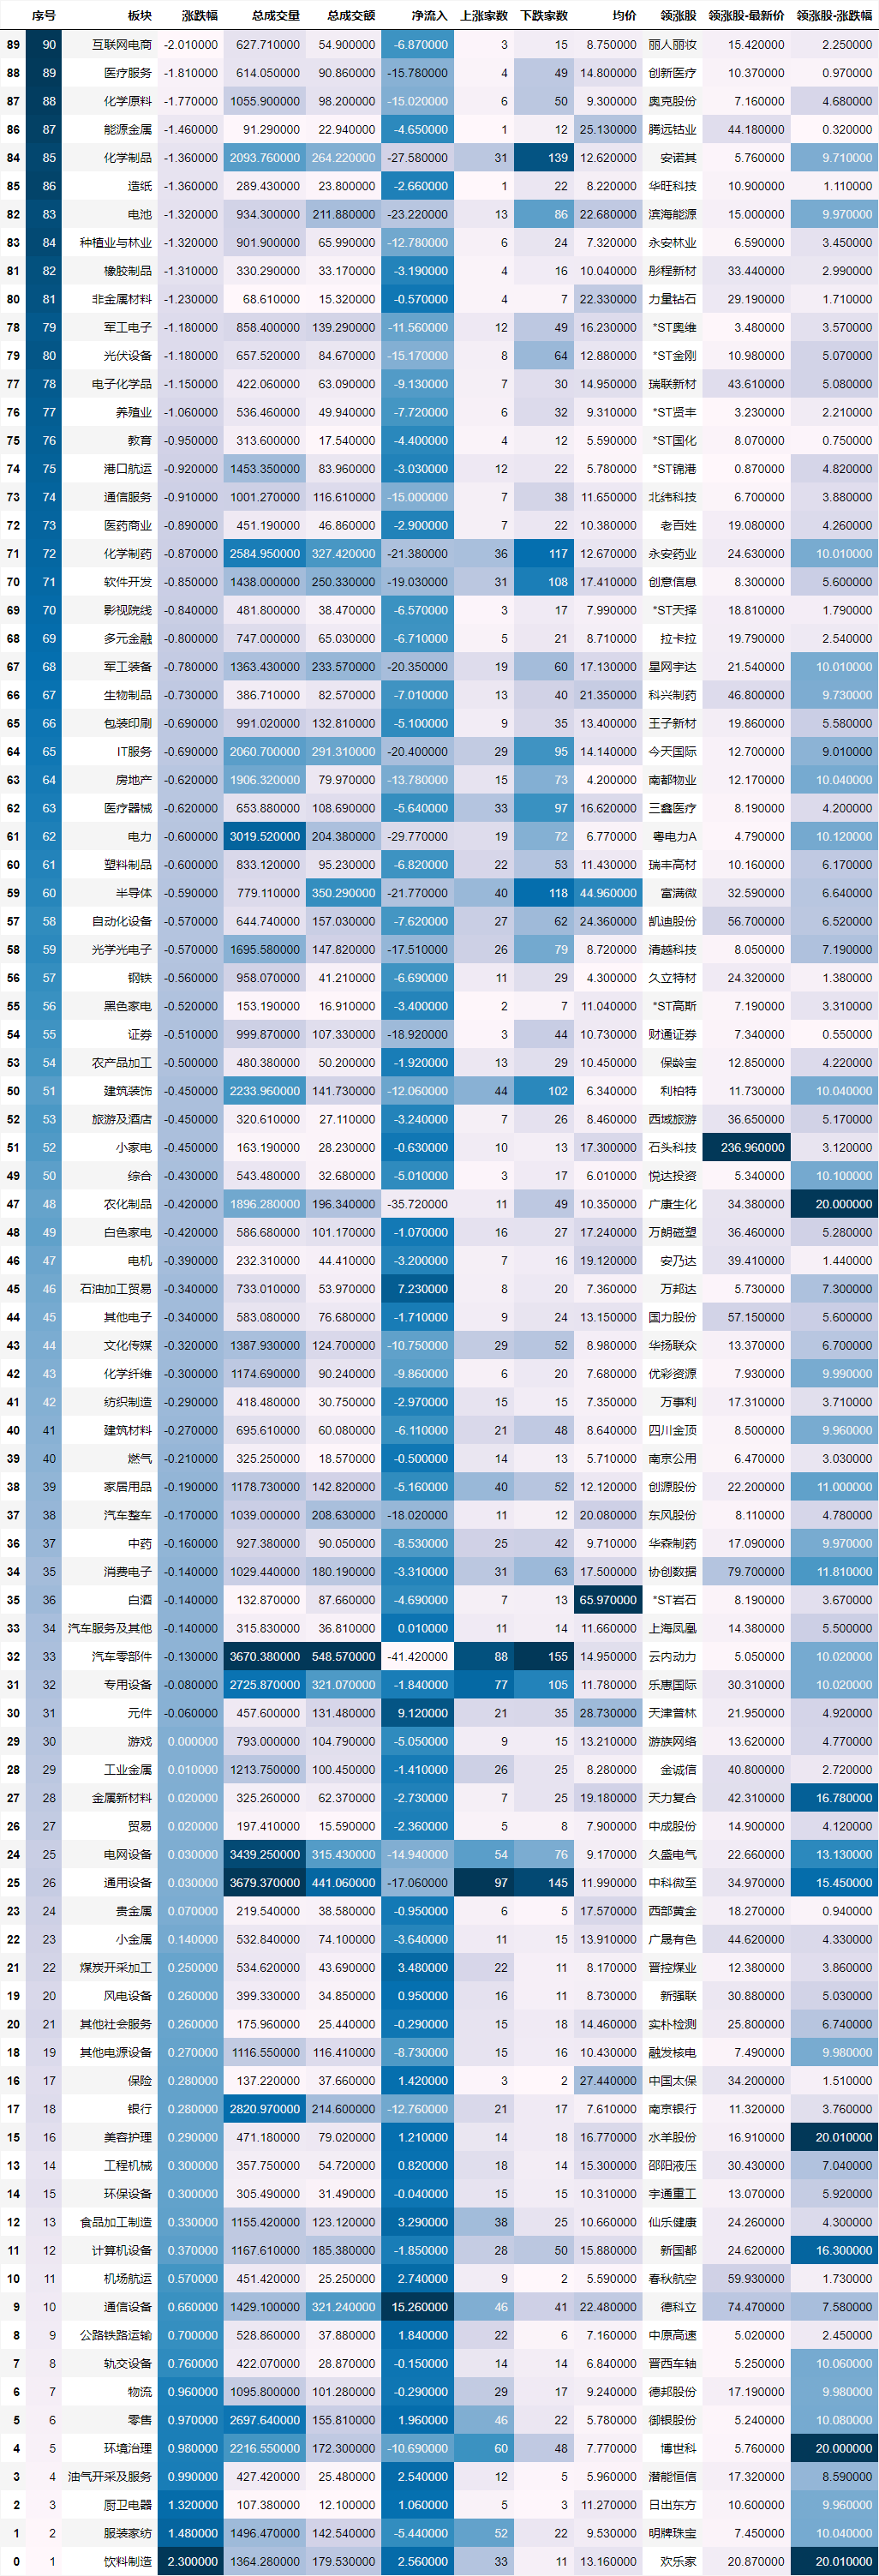 序号 板块 涨跌幅 总成交量 总成交额 净流入 上涨家数 下跌家数 均价 领涨股 领涨股-最新价 领涨股-涨跌幅
89 90 互联网电商 -2.010000 627.710000 54.900000 -6.870000 3 15 8.750000 丽人丽妆 15.420000 2.250000
88 89 医疗服务 -1.810000 614.050000 90.860000 -15.780000 4 49 14.800000 创新医疗 10.370000 0.970000
87 88 化学原料 -1.770000 1055.900000 98.200000 -15.020000 6 50 9.300000 奥克股份 7.160000 4.680000
86 87 能源金属 -1.460000 91.290000 22.940000 -4.650000 1 12 25.130000 腾远钴业 44.180000 0.320000
84 85 化学制品 -1.360000 2093.760000 264.220000 -27.580000 31 139 12.620000 安诺其 5.760000 9.710000
85 86 造纸 -1.360000 289.430000 23.800000 -2.660000 1 22 8.220000 华旺科技 10.900000 1.110000
82 83 电池 -1.320000 934.300000 211.880000 -23.220000 13 86 22.680000 滨海能源 15.000000 9.970000
83 84 种植业与林业 -1.320000 901.900000 65.990000 -12.780000 6 24 7.320000 永安林业 6.590000 3.450000
81 82 橡胶制品 -1.310000 330.290000 33.170000 -3.190000 4 16 10.040000 彤程新材 33.440000 2.990000
80 81 非金属材料 -1.230000 68.610000 15.320000 -0.570000 4 7 22.330000 力量钻石 29.190000 1.710000
78 79 军工电子 -1.180000 858.400000 139.290000 -11.560000 12 49 16.230000 *ST奥维 3.480000 3.570000
79 80 光伏设备 -1.180000 657.520000 84.670000 -15.170000 8 64 12.880000 *ST金刚 10.980000 5.070000
77 78 电子化学品 -1.150000 422.060000 63.090000 -9.130000 7 30 14.950000 瑞联新材 43.610000 5.080000
76 77 养殖业 -1.060000 536.460000 49.940000 -7.720000 6 32 9.310000 *ST贤丰 3.230000 2.210000
75 76 教育 -0.950000 313.600000 17.540000 -4.400000 4 12 5.590000 *ST国化 8.070000 0.750000
74 75 港口航运 -0.920000 1453.350000 83.960000 -3.030000 12 22 5.780000 *ST锦港 0.870000 4.820000
73 74 通信服务 -0.910000 1001.270000 116.610000 -15.000000 7 38 11.650000 北纬科技 6.700000 3.880000
72 73 医药商业 -0.890000 451.190000 46.860000 -2.900000 7 22 10.380000 老百姓 19.080000 4.260000
71 72 化学制药 -0.870000 2584.950000 327.420000 -21.380000 36 117 12.670000 永安药业 24.630000 10.010000
70 71 软件开发 -0.850000 1438.000000 250.330000 -19.030000 31 108 17.410000 创意信息 8.300000 5.600000
69 70 影视院线 -0.840000 481.800000 38.470000 -6.570000 3 17 7.990000 *ST天择 18.810000 1.790000
68 69 多元金融 -0.800000 747.000000 65.030000 -6.710000 5 21 8.710000 拉卡拉 19.790000 2.540000
67 68 军工装备 -0.780000 1363.430000 233.570000 -20.350000 19 60 17.130000 星网宇达 21.540000 10.010000
66 67 生物制品 -0.730000 386.710000 82.570000 -7.010000 13 40 21.350000 科兴制药 46.800000 9.730000
65 66 包装印刷 -0.690000 991.020000 132.810000 -5.100000 9 35 13.400000 王子新材 19.860000 5.580000
64 65 IT服务 -0.690000 2060.700000 291.310000 -20.400000 29 95 14.140000 今天国际 12.700000 9.010000
63 64 房地产 -0.620000 1906.320000 79.970000 -13.780000 15 73 4.200000 南都物业 12.170000 10.040000
62 63 医疗器械 -0.620000 653.880000 108.690000 -5.640000 33 97 16.620000 三鑫医疗 8.190000 4.200000
61 62 电力 -0.600000 3019.520000 204.380000 -29.770000 19 72 6.770000 粤电力A 4.790000 10.120000
60 61 塑料制品 -0.600000 833.120000 95.230000 -6.820000 22 53 11.430000 瑞丰高材 10.160000 6.170000
59 60 半导体 -0.590000 779.110000 350.290000 -21.770000 40 118 44.960000 富满微 32.590000 6.640000
57 58 自动化设备 -0.570000 644.740000 157.030000 -7.620000 27 62 24.360000 凯迪股份 56.700000 6.520000
58 59 光学光电子 -0.570000 1695.580000 147.820000 -17.510000 26 79 8.720000 清越科技 8.050000 7.190000
56 57 钢铁 -0.560000 958.070000 41.210000 -6.690000 11 29 4.300000 久立特材 24.320000 1.380000
55 56 黑色家电 -0.520000 153.190000 16.910000 -3.400000 2 7 11.040000 *ST高斯 7.190000 3.310000
54 55 证券 -0.510000 999.870000 107.330000 -18.920000 3 44 10.730000 财通证券 7.340000 0.550000
53 54 农产品加工 -0.500000 480.380000 50.200000 -1.920000 13 29 10.450000 保龄宝 12.850000 4.220000
50 51 建筑装饰 -0.450000 2233.960000 141.730000 -12.060000 44 102 6.340000 利柏特 11.730000 10.040000
52 53 旅游及酒店 -0.450000 320.610000 27.110000 -3.240000 7 26 8.460000 西域旅游 36.650000 5.170000
51 52 小家电 -0.450000 163.190000 28.230000 -0.630000 10 13 17.300000 石头科技 236.960000 3.120000
49 50 综合 -0.430000 543.480000 32.680000 -5.010000 3 17 6.010000 悦达投资 5.340000 10.100000
47 48 农化制品 -0.420000 1896.280000 196.340000 -35.720000 11 49 10.350000 广康生化 34.380000 20.000000
48 49 白色家电 -0.420000 586.680000 101.170000 -1.070000 16 27 17.240000 万朗磁塑 36.460000 5.280000
46 47 电机 -0.390000 232.310000 44.410000 -3.200000 7 16 19.120000 安乃达 39.410000 1.440000
45 46 石油加工贸易 -0.340000 733.010000 53.970000 7.230000 8 20 7.360000 万邦达 5.730000 7.300000
44 45 其他电子 -0.340000 583.080000 76.680000 -1.710000 9 24 13.150000 国力股份 57.150000 5.600000
43 44 文化传媒 -0.320000 1387.930000 124.700000 -10.750000 29 52 8.980000 华扬联众 13.370000 6.700000
42 43 化学纤维 -0.300000 1174.690000 90.240000 -9.860000 6 20 7.680000 优彩资源 7.930000 9.990000
41 42 纺织制造 -0.290000 418.480000 30.750000 -2.970000 15 15 7.350000 万事利 17.310000 3.710000
40 41 建筑材料 -0.270000 695.610000 60.080000 -6.110000 21 48 8.640000 四川金顶 8.500000 9.960000
39 40 燃气 -0.210000 325.250000 18.570000 -0.500000 14 13 5.710000 南京公用 6.470000 3.030000
38 39 家居用品 -0.190000 1178.730000 142.820000 -5.160000 40 52 12.120000 创源股份 22.200000 11.000000
37 38 汽车整车 -0.170000 1039.000000 208.630000 -18.020000 11 12 20.080000 东风股份 8.110000 4.780000
36 37 中药 -0.160000 927.380000 90.050000 -8.530000 25 42 9.710000 华森制药 17.090000 9.970000
34 35 消费电子 -0.140000 1029.440000 180.190000 -3.310000 31 63 17.500000 协创数据 79.700000 11.810000
35 36 白酒 -0.140000 132.870000 87.660000 -4.690000 7 13 65.970000 *ST岩石 8.190000 3.670000
33 34 汽车服务及其他 -0.140000 315.830000 36.810000 0.010000 11 14 11.660000 上海凤凰 14.380000 5.500000
32 33 汽车零部件 -0.130000 3670.380000 548.570000 -41.420000 88 155 14.950000 云内动力 5.050000 10.020000
31 32 专用设备 -0.080000 2725.870000 321.070000 -1.840000 77 105 11.780000 乐惠国际 30.310000 10.020000
30 31 元件 -0.060000 457.600000 131.480000 9.120000 21 35 28.730000 天津普林 21.950000 4.920000
29 30 游戏 0.000000 793.000000 104.790000 -5.050000 9 15 13.210000 游族网络 13.620000 4.770000
28 29 工业金属 0.010000 1213.750000 100.450000 -1.410000 26 25 8.280000 金诚信 40.800000 2.720000
27 28 金属新材料 0.020000 325.260000 62.370000 -2.730000 7 25 19.180000 天力复合 42.310000 16.780000
26 27 贸易 0.020000 197.410000 15.590000 -2.360000 5 8 7.900000 中成股份 14.900000 4.120000
24 25 电网设备 0.030000 3439.250000 315.430000 -14.940000 54 76 9.170000 久盛电气 22.660000 13.130000
25 26 通用设备 0.030000 3679.370000 441.060000 -17.060000 97 145 11.990000 中科微至 34.970000 15.450000
23 24 贵金属 0.070000 219.540000 38.580000 -0.950000 6 5 17.570000 西部黄金 18.270000 0.940000
22 23 小金属 0.140000 532.840000 74.100000 -3.640000 11 15 13.910000 广晟有色 44.620000 4.330000
21 22 煤炭开采加工 0.250000 534.620000 43.690000 3.480000 22 11 8.170000 晋控煤业 12.380000 3.860000
19 20 风电设备 0.260000 399.330000 34.850000 0.950000 16 11 8.730000 新强联 30.880000 5.030000
20 21 其他社会服务 0.260000 175.960000 25.440000 -0.290000 15 18 14.460000 实朴检测 25.800000 6.740000
18 19 其他电源设备 0.270000 1116.550000 116.410000 -8.730000 15 16 10.430000 融发核电 7.490000 9.980000
16 17 保险 0.280000 137.220000 37.660000 1.420000 3 2 27.440000 中国太保 34.200000 1.510000
17 18 银行 0.280000 2820.970000 214.600000 -12.760000 21 17 7.610000 南京银行 11.320000 3.760000
15 16 美容护理 0.290000 471.180000 79.020000 1.210000 14 18 16.770000 水羊股份 16.910000 20.010000
13 14 工程机械 0.300000 357.750000 54.720000 0.820000 18 14 15.300000 邵阳液压 30.430000 7.040000
14 15 环保设备 0.300000 305.490000 31.490000 -0.040000 15 15 10.310000 宇通重工 13.070000 5.920000
12 13 食品加工制造 0.330000 1155.420000 123.120000 3.290000 38 25 10.660000 仙乐健康 24.260000 4.300000
11 12 计算机设备 0.370000 1167.610000 185.380000 -1.850000 28 50 15.880000 新国都 24.620000 16.300000
10 11 机场航运 0.570000 451.420000 25.250000 2.740000 9 2 5.590000 春秋航空 59.930000 1.730000
9 10 通信设备 0.660000 1429.100000 321.240000 15.260000 46 41 22.480000 德科立 74.470000 7.580000
8 9 公路铁路运输 0.700000 528.860000 37.880000 1.840000 22 6 7.160000 中原高速 5.020000 2.450000
7 8 轨交设备 0.760000 422.070000 28.870000 -0.150000 14 14 6.840000 晋西车轴 5.250000 10.060000
6 7 物流 0.960000 1095.800000 101.280000 -0.290000 29 17 9.240000 德邦股份 17.190000 9.980000
5 6 零售 0.970000 2697.640000 155.810000 1.960000 46 22 5.780000 御银股份 5.240000 10.080000
4 5 环境治理 0.980000 2216.550000 172.300000 -10.690000 60 48 7.770000 博世科 5.760000 20.000000
3 4 油气开采及服务 0.990000 427.420000 25.480000 2.540000 12 5 5.960000 潜能恒信 17.320000 8.590000
2 3 厨卫电器 1.320000 107.380000 12.100000 1.060000 5 3 11.270000 日出东方 10.600000 9.960000
1 2 服装家纺 1.480000 1496.470000 142.540000 -5.440000 52 22 9.530000 明牌珠宝 7.450000 10.040000
0 1 饮料制造 2.300000 1364.280000 179.530000 2.560000 33 11 13.160000 欢乐家 20.870000 20.010000